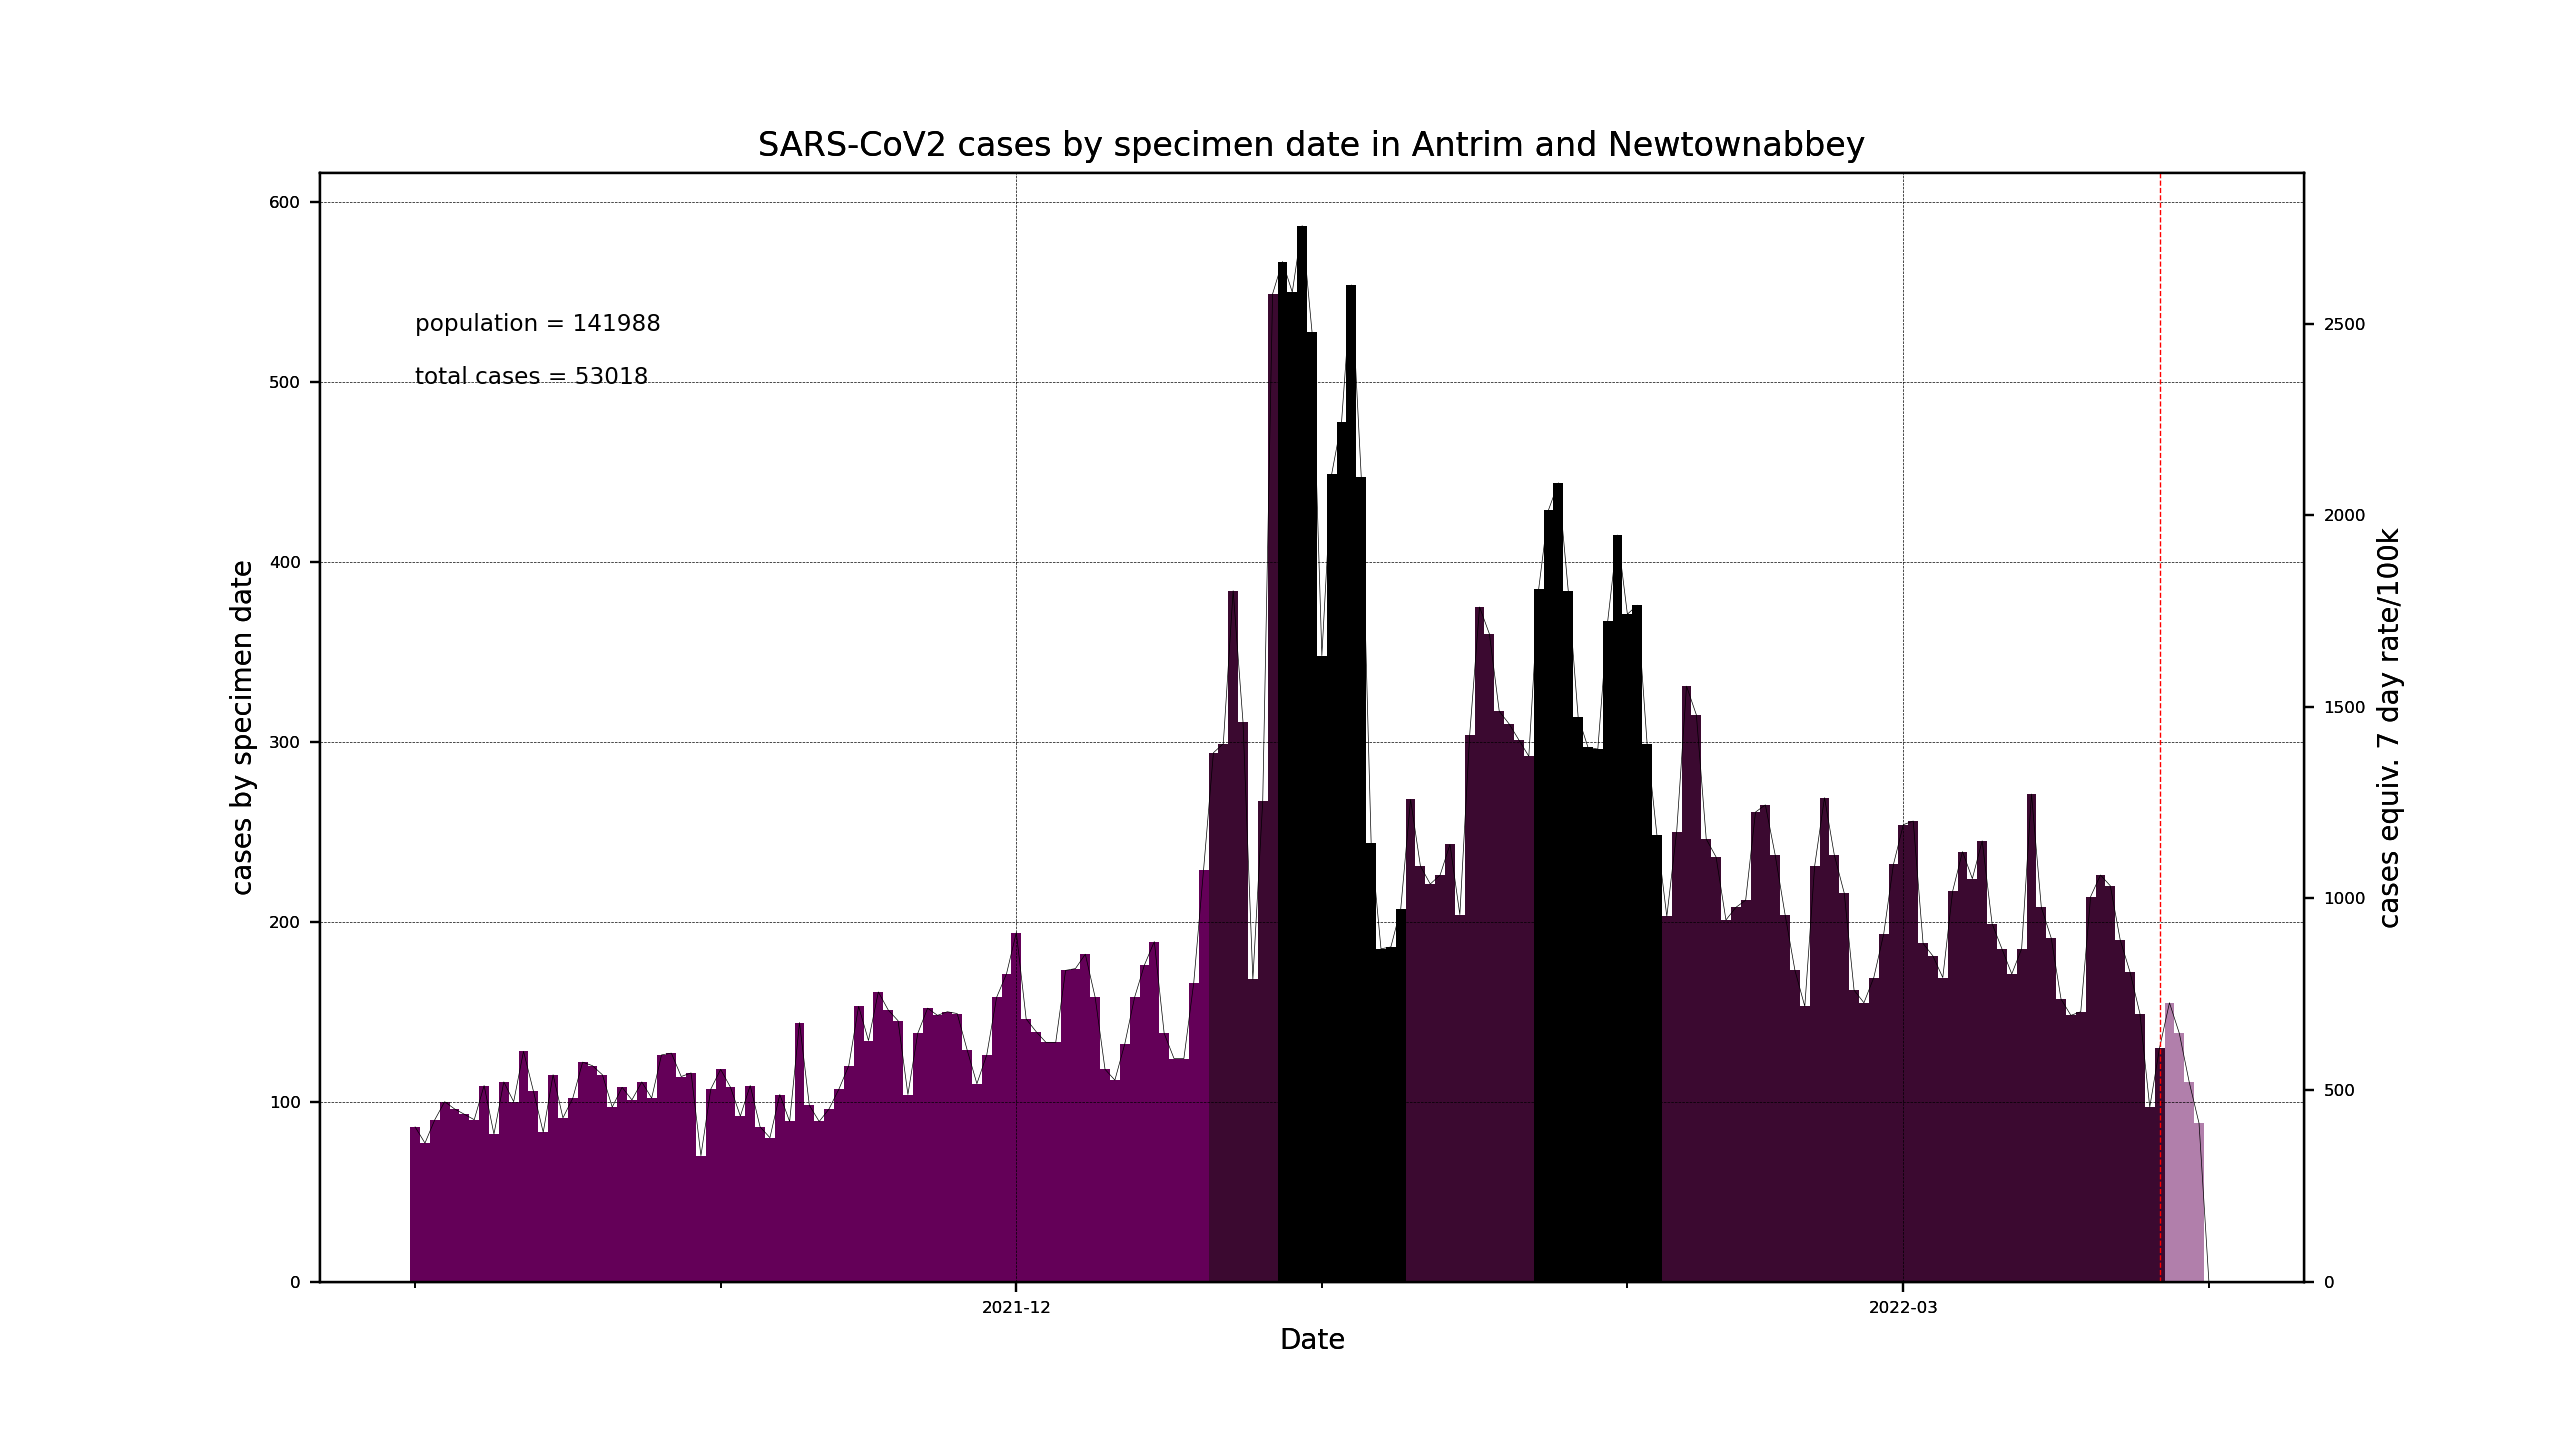 SARS-CoV2 cases by specimen date in Antrim and Newtownabbey
population = 141988
total cases = 53018
cases by specimen date
600
500
400
300
200
100
0
2500
2000
1500
1000
500
0
cases equiv. 7 day rate/100k
2021-12
2022-03
Date